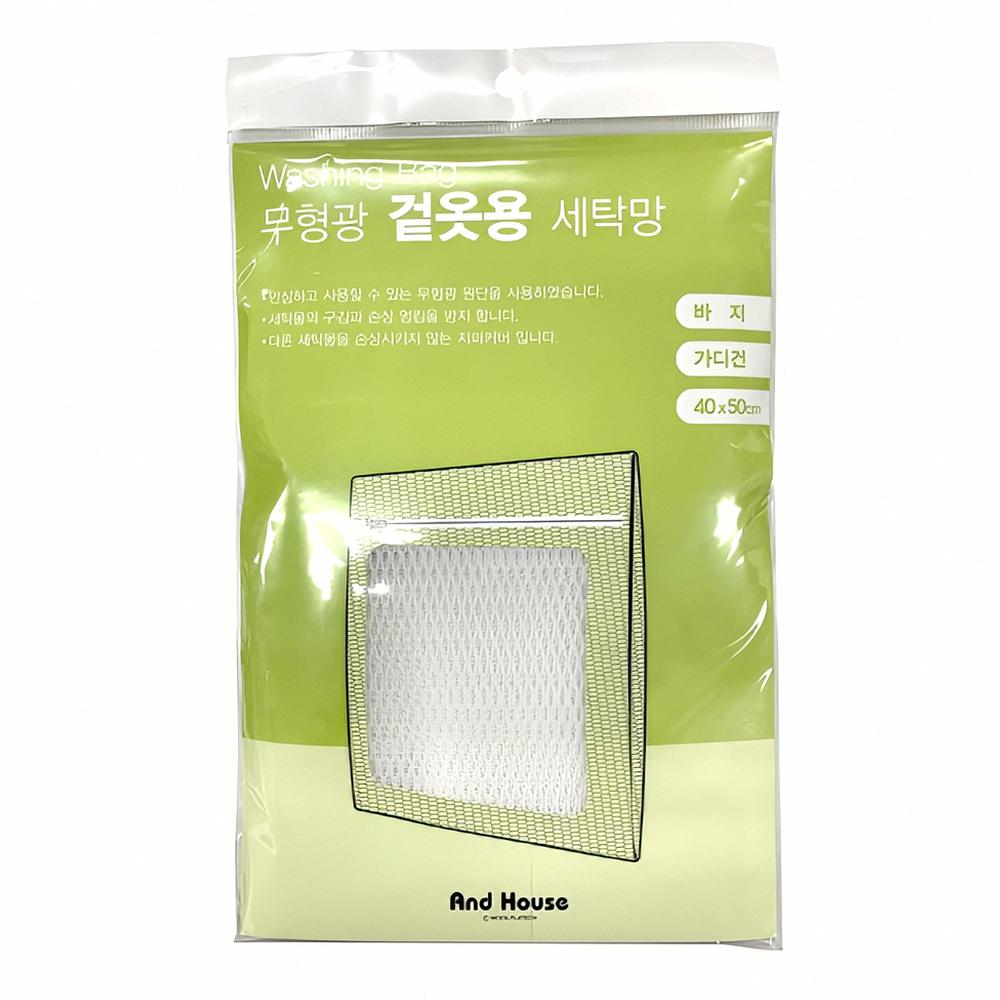 Washing Bag
무형광 겉옷용 세탁망
•안심하고 사용할 수 있는 무형광 원단을 사용하였습니다.
•세탁물의 구김과 손상 엉킴을 방지 합니다.
•다른 세탁물을 손상시키지 않는 지퍼커버 입니다.
바 지
가디건
40x50cm
And House